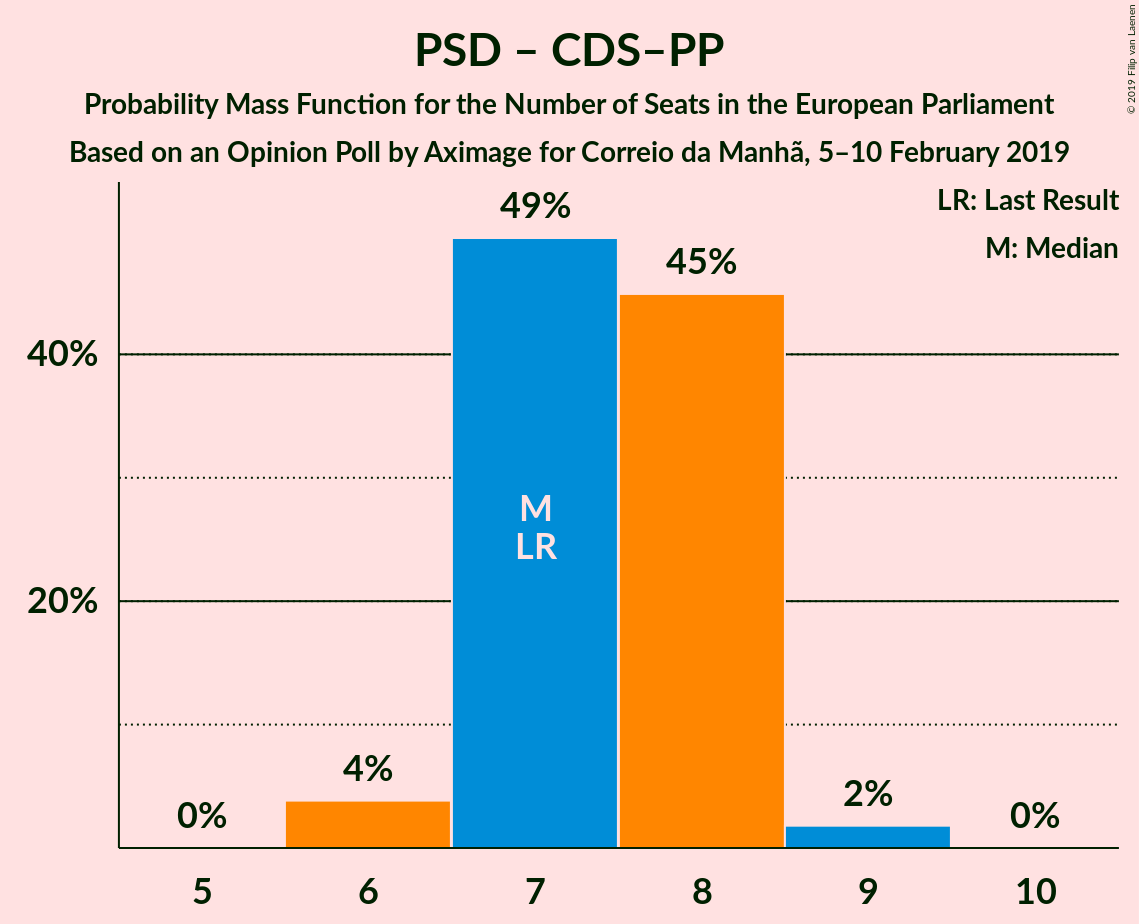 PSD – CDS–PP
Probability Mass Function for the Number of Seats in the European Parliament
Based on an Opinion Poll by Aximage for Correio da Manhã, 5–10 February 2019
© 2019 Filip van Laenen
LR: Last Result
M: Median
49%
45%
40%
M
LR
20%
4%
2%
0%
0%
5
6
7
8
9
10